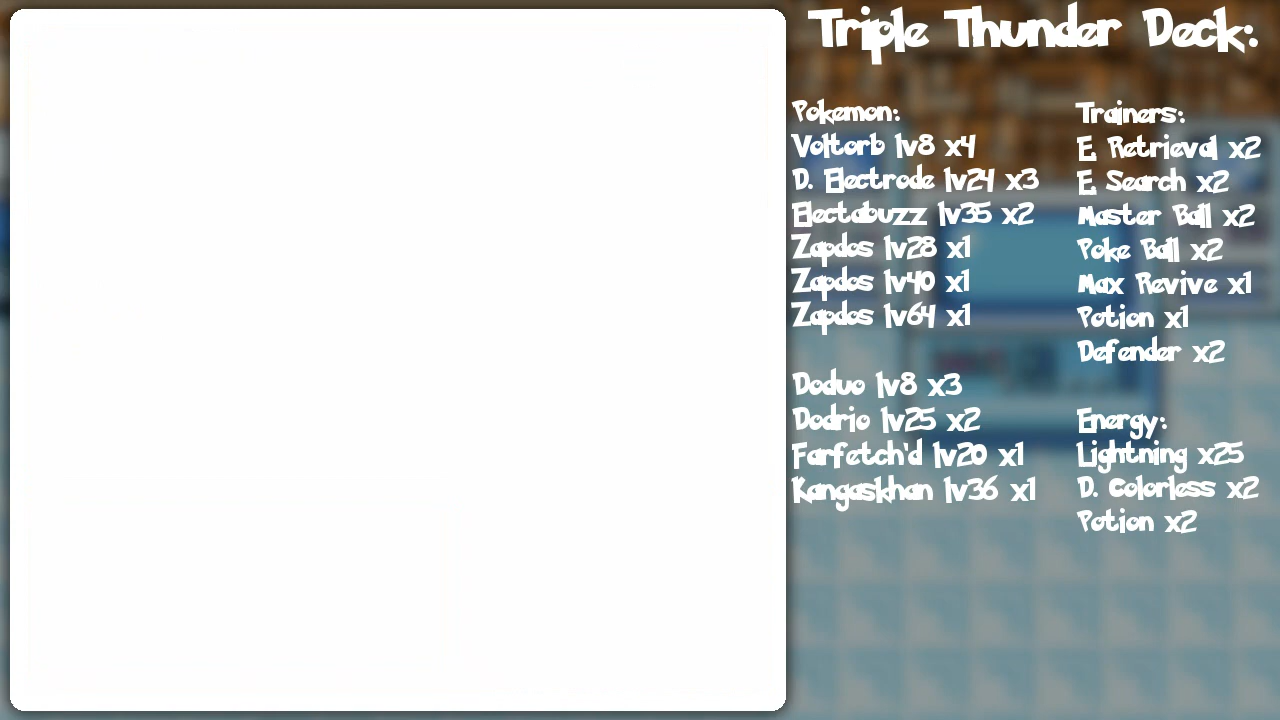 Triple Thunder Deck:
Pokemon:
Voltorb lv8 x4
D. Electrode lv24 x3
Electabuzz lv35 x2
Zapdos lv28 x1
Zapdos lv40 x1
Zapdos lv64 x1
Doduo lv8 x3
Dodrio lv25 x2
Farfetch'd lv20 x1
Kangaskhan lv36 x1
Trainers:
E. Retrieval x2
E. Search x2
Master Ball x2
Poke Ball x2
Max Revive x1
Potion x1
Defender x2
Energy:
Lightning x25
D. Colorless x2
Potion x2